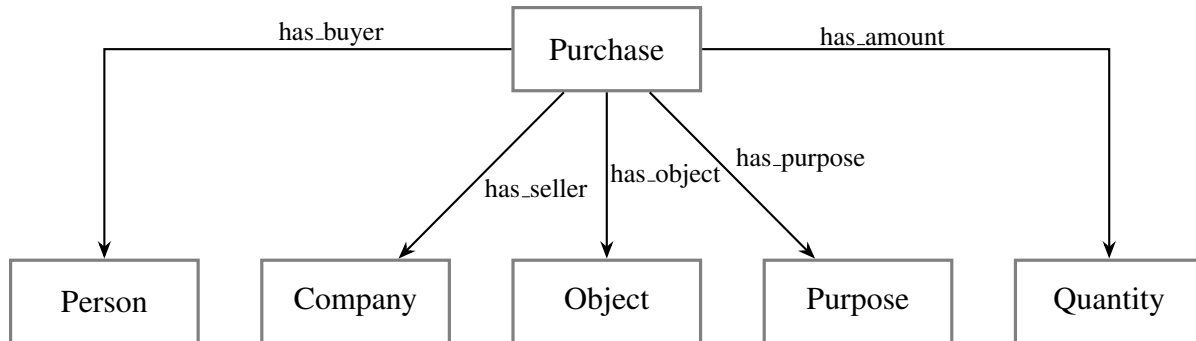 has_buyer
Purchase
has_amount
has_seller
has_object
has_purpose
Person
Company
Object
Purpose
Quantity